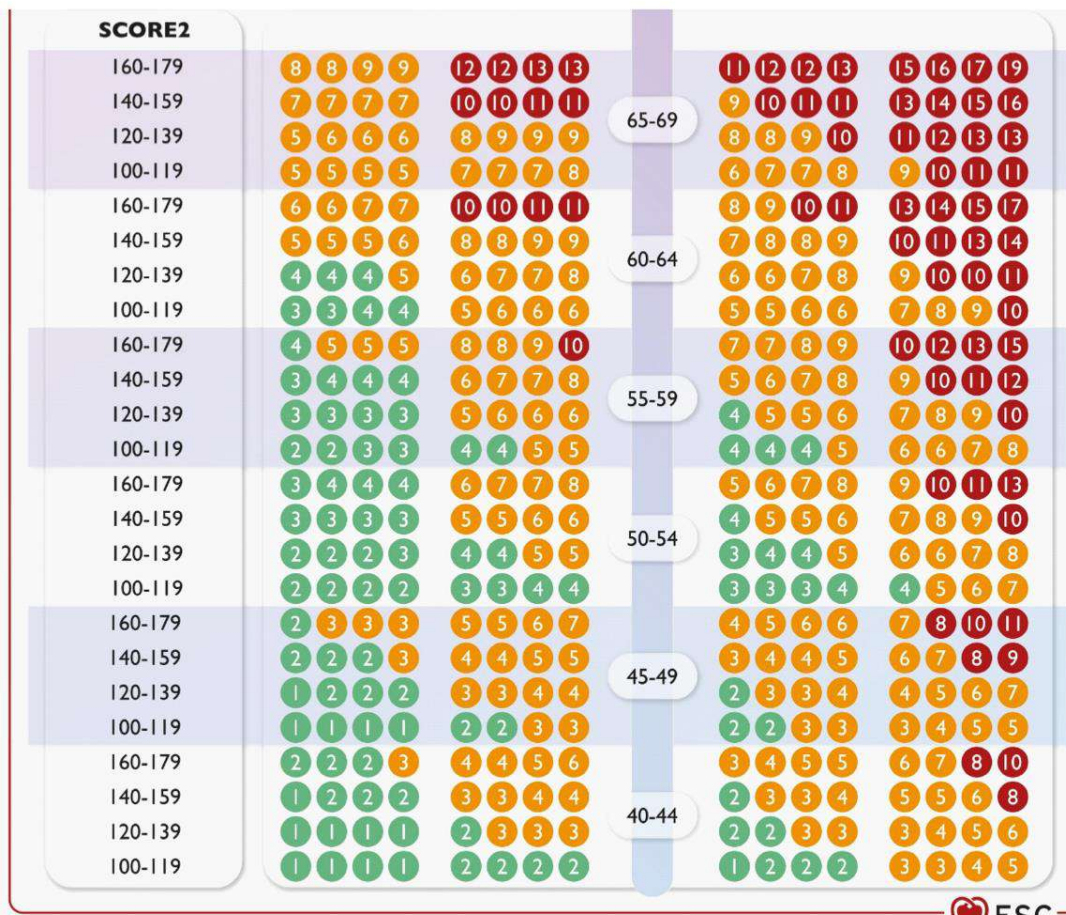 SCORE2
160-179 8 8 9 9 12 12 13 13 11 12 12 13 15 16 17 19
140-159 7 7 7 7 10 10 11 11 9 10 11 11 13 14 15 16
65-69
120-139 5 6 6 6 8 9 9 9 8 8 9 10 11 12 13 13
100-119 5 5 5 5 7 7 7 8 6 7 7 8 9 10 11 11
160-179 6 6 7 7 10 10 11 11 8 9 10 11 13 14 15 17
140-159 5 5 5 6 8 8 9 9 7 8 8 9 10 11 13 14
60-64
120-139 4 4 4 5 6 7 7 8 6 6 7 8 9 10 10 11
100-119 3 3 4 4 5 6 6 6 5 5 6 6 7 8 9 10
160-179 4 5 5 5 8 8 9 10 7 7 8 9 10 12 13 15
140-159 3 4 4 4 6 7 7 8 5 6 7 8 9 10 11 12
55-59
120-139 3 3 3 3 5 6 6 6 4 5 5 6 7 8 9 10
100-119 2 2 3 3 4 4 5 5 4 4 4 5 6 6 7 8
160-179 3 4 4 4 6 7 7 8 5 6 7 8 9 10 11 13
140-159 3 3 3 3 5 5 6 6 4 5 5 6 7 8 9 10
50-54
120-139 2 2 2 3 4 4 5 5 3 4 4 5 6 6 7 8
100-119 2 2 2 2 3 3 4 4 3 3 3 4 4 5 6 7
160-179 2 3 3 3 5 5 6 7 4 5 6 6 7 8 10 11
140-159 2 2 2 3 4 4 5 5 3 4 4 5 6 7 8 9
45-49
120-139 1 2 2 2 3 3 4 4 2 3 3 4 4 5 6 7
100-119 1 1 1 1 2 2 3 3 2 2 3 3 3 4 5 5
160-179 2 2 2 3 4 4 5 6 3 4 5 5 6 7 8 10
140-159 1 2 2 2 3 3 4 4 2 3 3 4 5 5 6 8
40-44
120-139 1 1 1 1 2 3 3 3 2 2 3 3 3 4 5 6
100-119 1 1 1 1 2 2 2 2 1 2 2 2 3 3 4 5
ESC